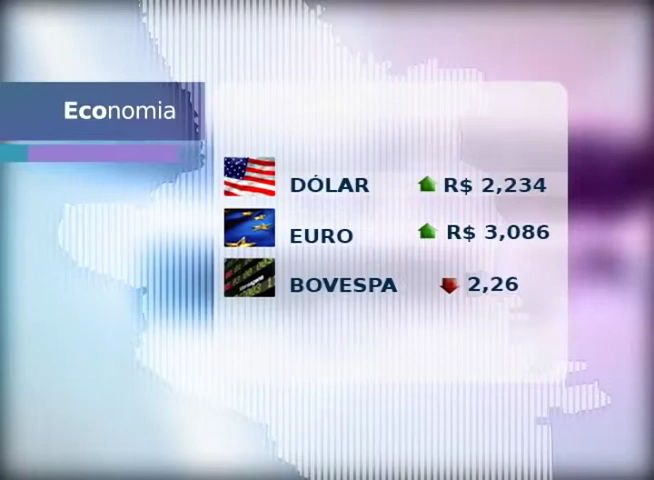 Economia
DÓLAR R$ 2,234
EURO R$ 3,086
BOVESPA 2,26